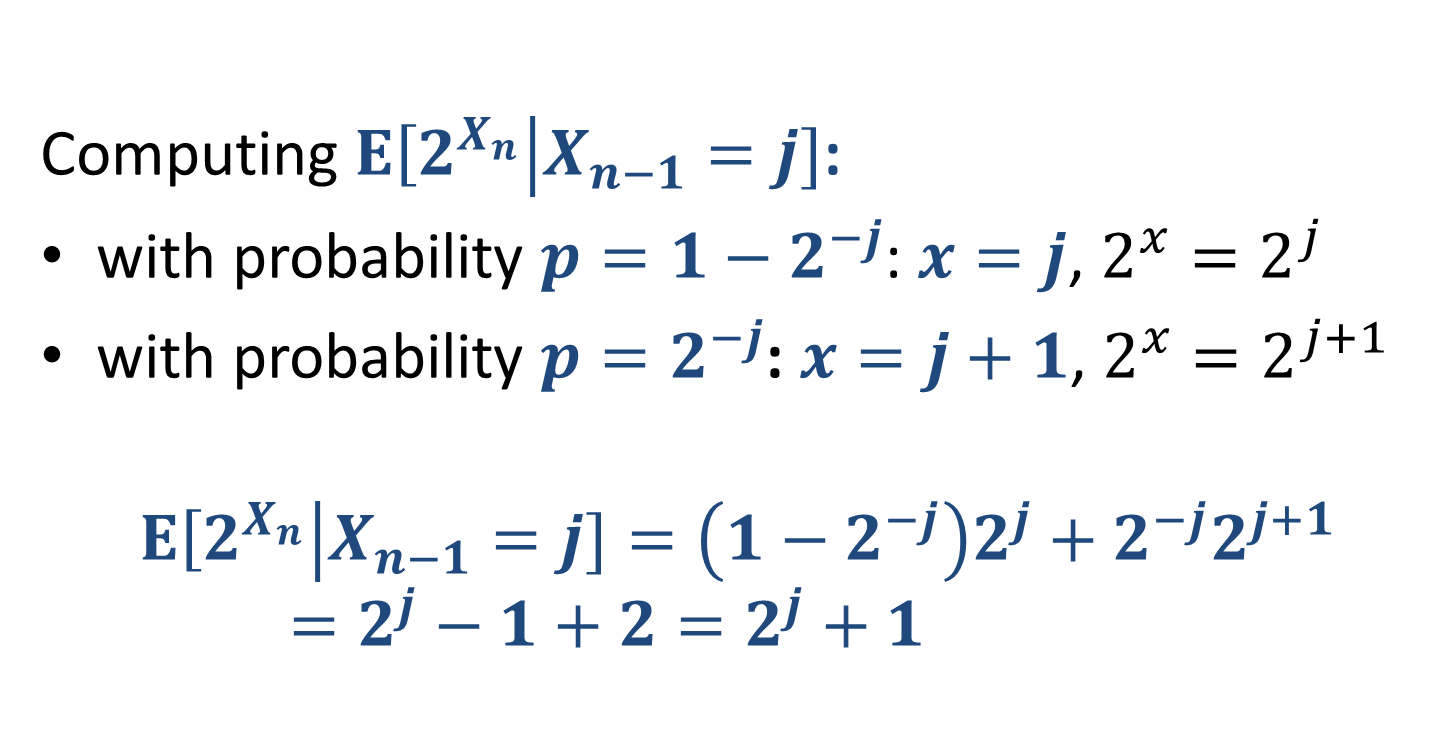 Computing 𝐄[𝟐^{𝑿_𝒏}|𝑿_{𝒏−𝟏} = 𝒋]:
• with probability 𝒑 = 𝟏 − 𝟐^{−𝒋}: 𝒙 = 𝒋, 2^𝑥 = 2^𝑗
• with probability 𝒑 = 𝟐^{−𝒋}: 𝒙 = 𝒋 + 𝟏, 2^𝑥 = 2^{𝑗+1}
𝐄[𝟐^{𝑿_𝒏}|𝑿_{𝒏−𝟏} = 𝒋] = (𝟏 − 𝟐^{−𝒋})𝟐^𝒋 + 𝟐^{−𝒋}𝟐^{𝒋+𝟏}
= 𝟐^𝒋 − 𝟏 + 𝟐 = 𝟐^𝒋 + 𝟏